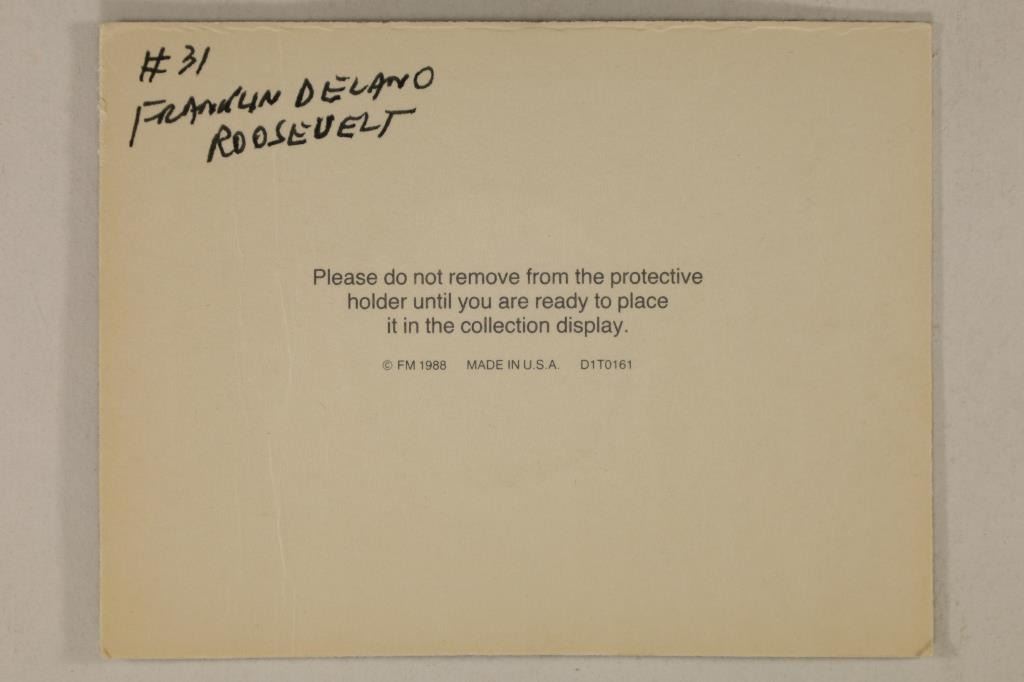 # 31
FRANKLIN DELANO
ROOSEVELT
Please do not remove from the protective
holder until you are ready to place
it in the collection display.
© FM 1988 MADE IN U.S.A. D1T0161